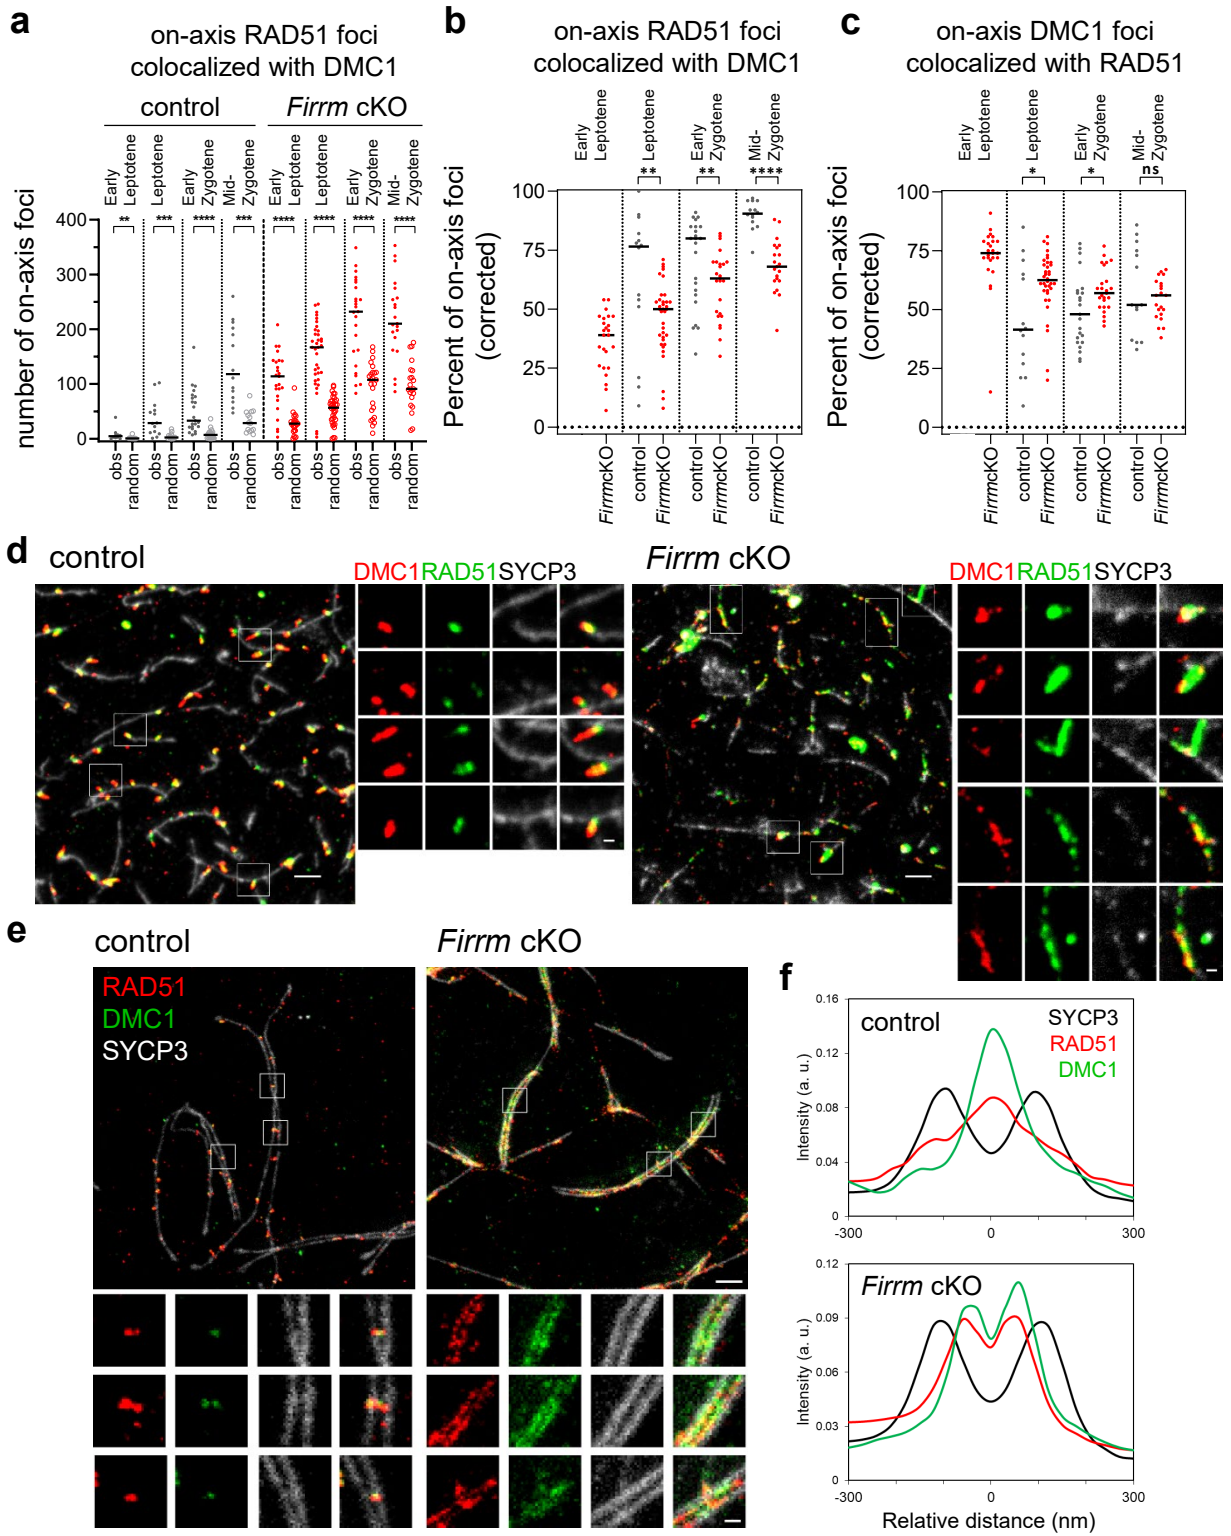 a
on-axis RAD51 foci
colocalized with DMC1
control
Firrm cKO
Early
Leptotene
Leptotene
Early
Zygotene
Mid-
Zygotene
Early
Leptotene
Leptotene
Early
Zygotene
Mid-
Zygotene
** *** **** *** **** **** **** ****
number of on-axis foci
400
300
200
100
0
obs random obs random obs random obs random obs random obs random obs random obs random
b
on-axis RAD51 foci
colocalized with DMC1
Early
Leptotene
Leptotene
Early
Zygotene
Mid-
Zygotene
** ** ****
Percent of on-axis foci
(corrected)
100
75
50
25
0
FirrmcKO control FirrmcKO control FirrmcKO control FirrmcKO
c
on-axis DMC1 foci
colocalized with RAD51
Early
Leptotene
Leptotene
Early
Zygotene
Mid-
Zygotene
* * ns
Percent of on-axis foci
(corrected)
100
75
50
25
0
FirrmcKO control FirrmcKO control FirrmcKO control FirrmcKO
d
control
DMC1RAD51SYCP3
Firrm cKO
DMC1RAD51SYCP3
e
control
Firrm cKO
RAD51
DMC1
SYCP3
f
control
SYCP3
RAD51
DMC1
Intensity (a. u.)
0.16
0.12
0.08
0.04
0
-300 0 300
Firrm cKO
Intensity (a. u.)
0.12
0.09
0.06
0.03
0
-300 0 300
Relative distance (nm)